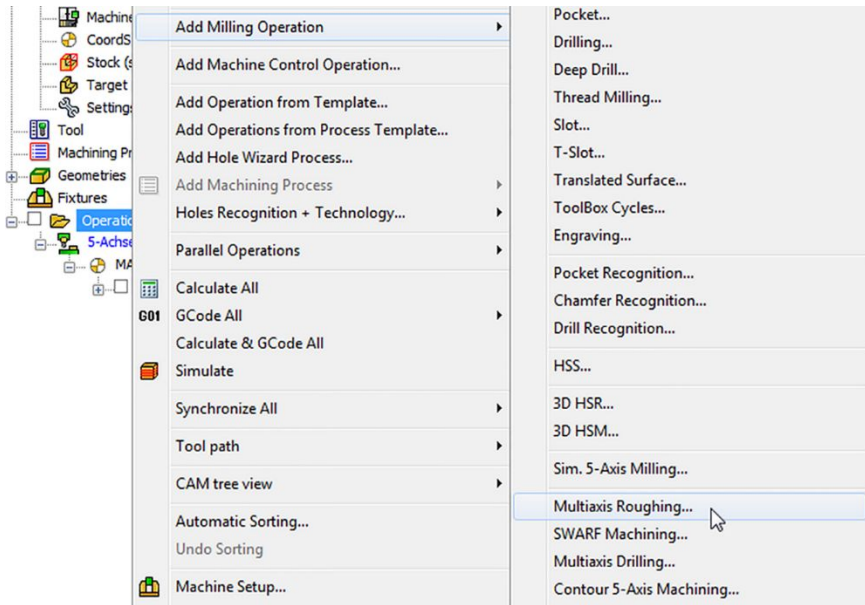 Machine
CoordS
Stock (s
Target
Settings
Tool
Machining Pr
Geometries
Fixtures
Operatio
5-Achse
MA
Add Milling Operation
Add Machine Control Operation...
Add Operation from Template...
Add Operations from Process Template...
Add Hole Wizard Process...
Add Machining Process
Holes Recognition + Technology...
Parallel Operations
Calculate All
G01 GCode All
Calculate & GCode All
Simulate
Synchronize All
Tool path
CAM tree view
Automatic Sorting...
Undo Sorting
Machine Setup...
Pocket...
Drilling...
Deep Drill...
Thread Milling...
Slot...
T-Slot...
Translated Surface...
ToolBox Cycles...
Engraving...
Pocket Recognition...
Chamfer Recognition...
Drill Recognition...
HSS...
3D HSR...
3D HSM...
Sim. 5-Axis Milling...
Multiaxis Roughing...
SWARF Machining...
Multiaxis Drilling...
Contour 5-Axis Machining...